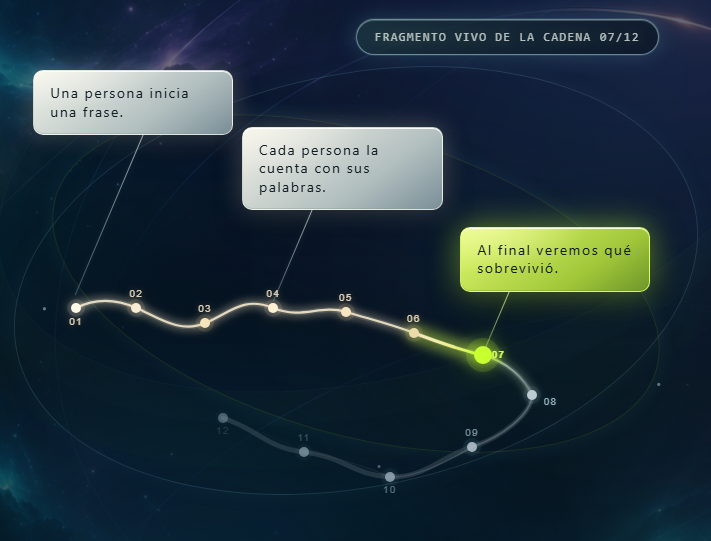 FRAGMENTO VIVO DE LA CADENA 07/12
Una persona inicia
una frase.
Cada persona la
cuenta con sus
palabras.
Al final veremos qué
sobrevivió.
01
02
03
04
05
06
07
08
09
10
11
12